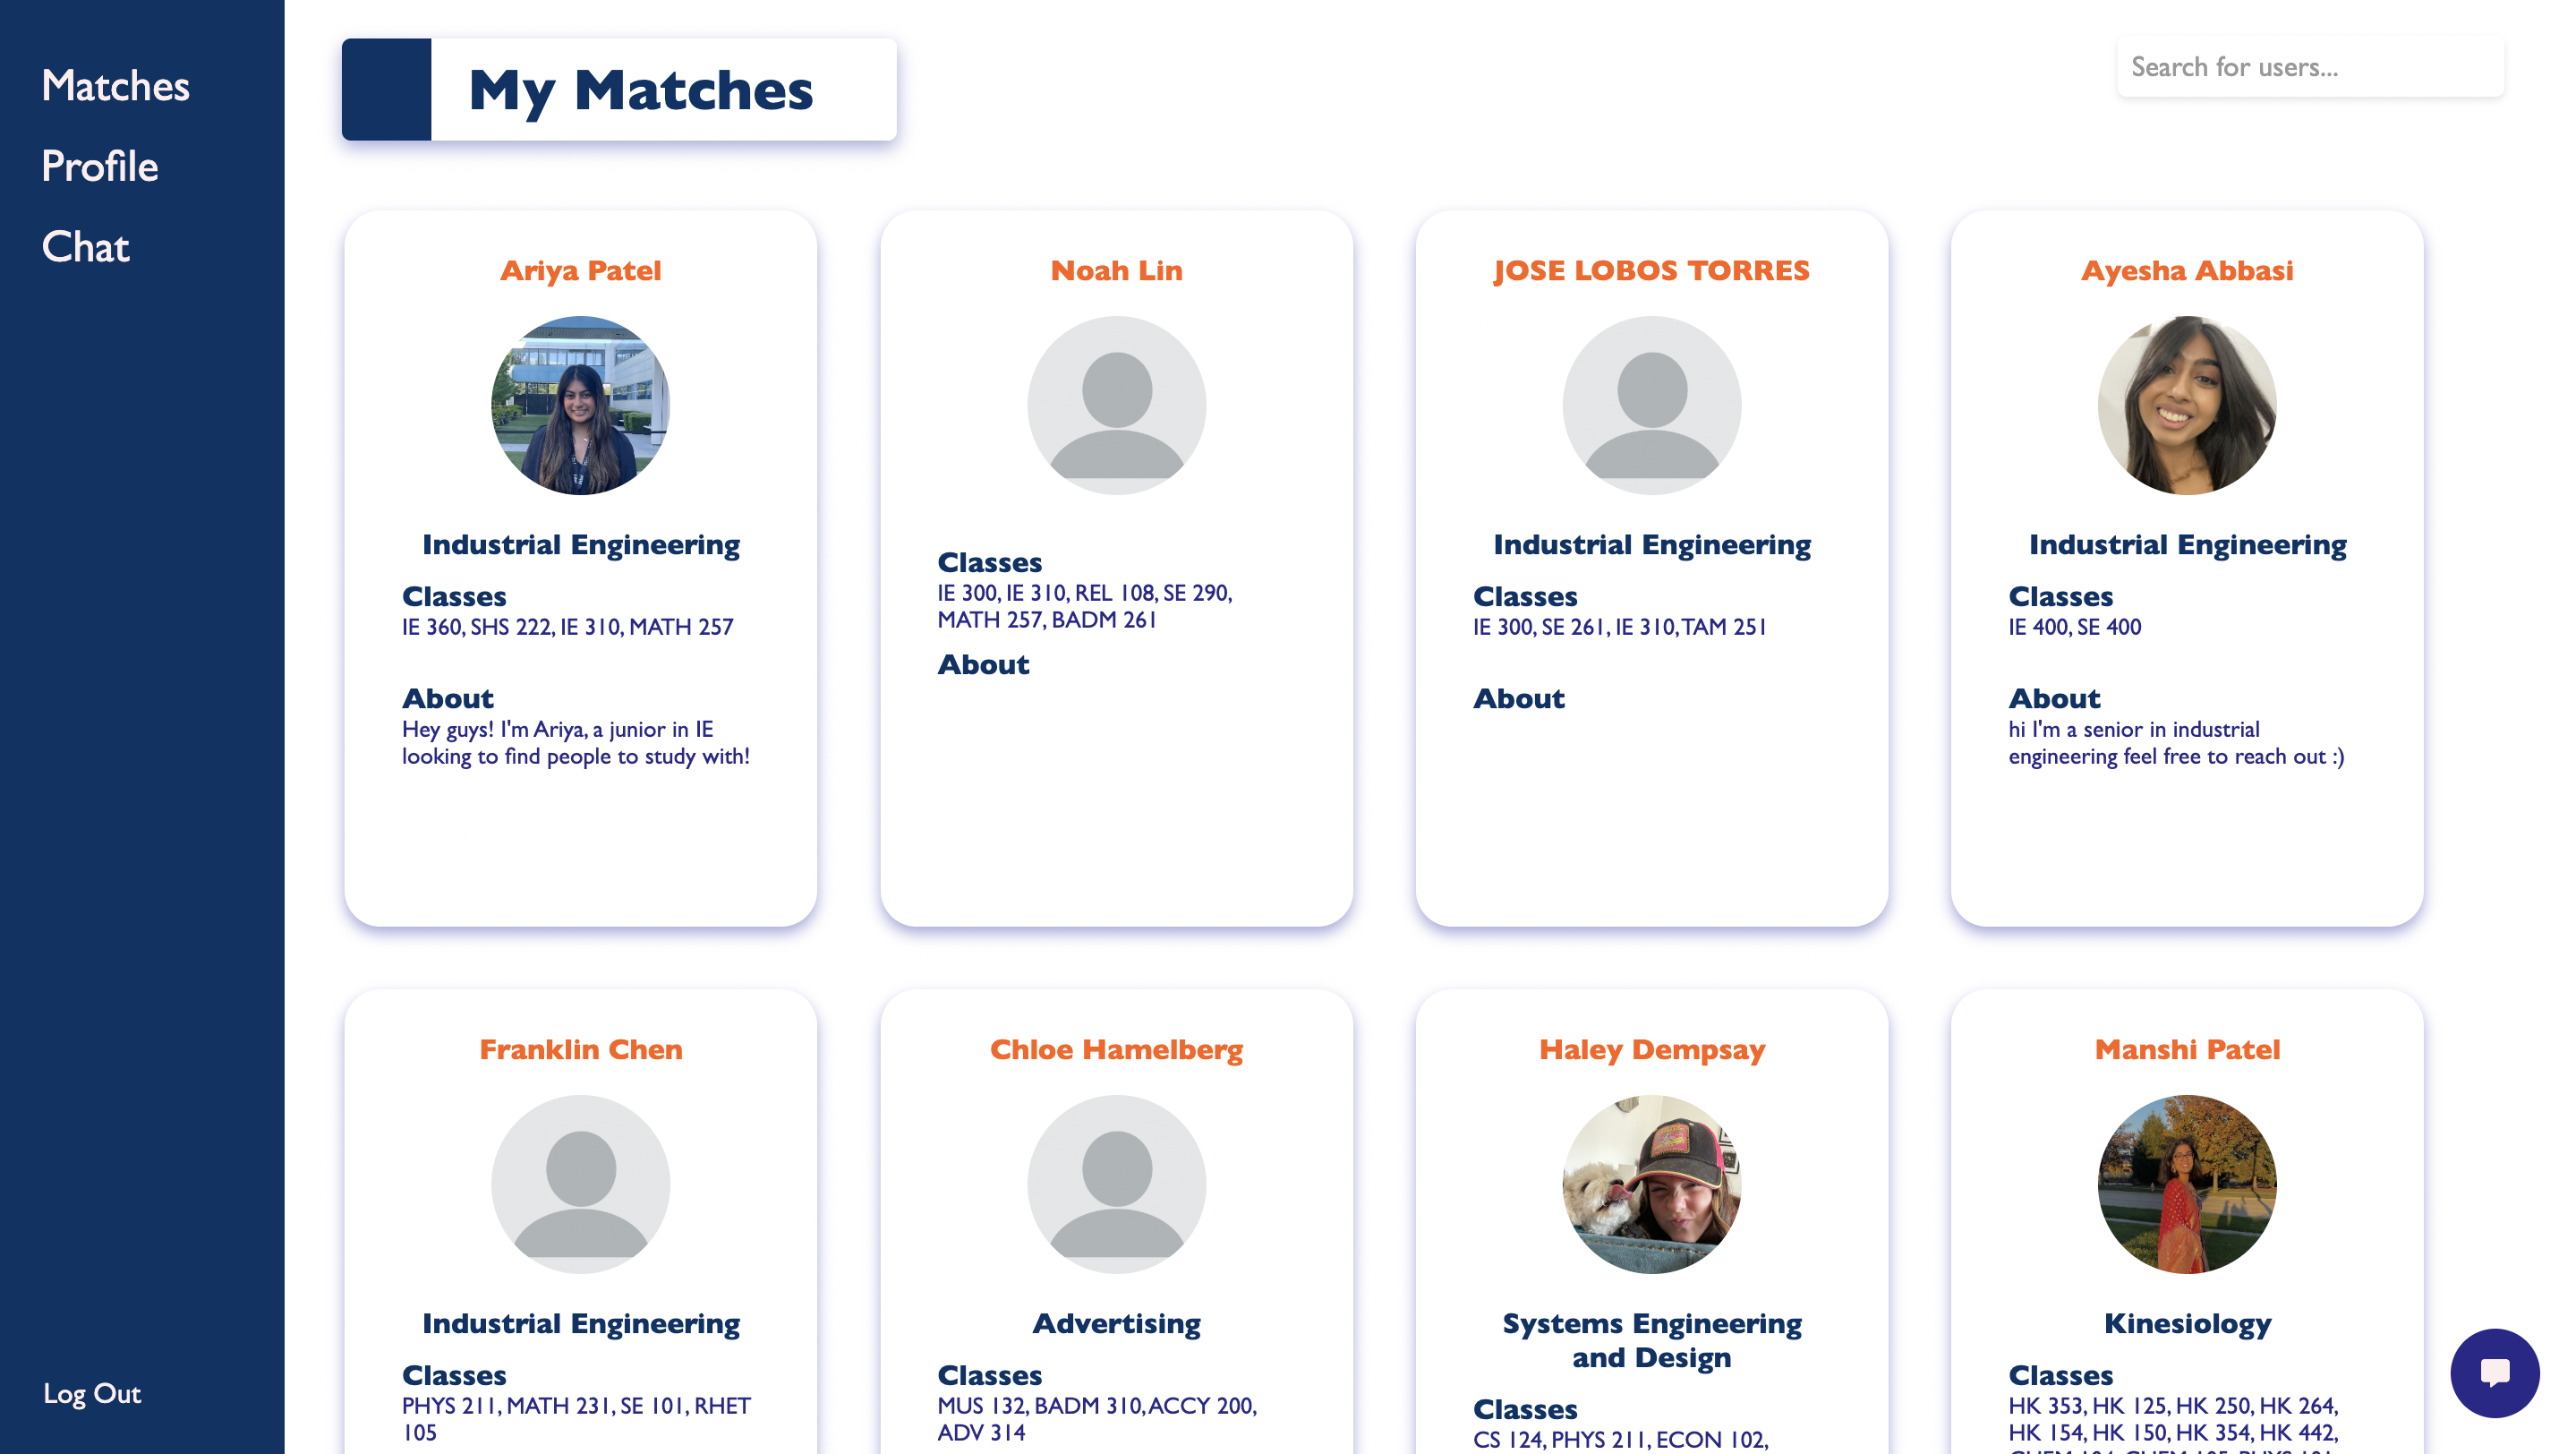 Matches
Profile
Chat
Log Out
My Matches
Search for users...
Ariya Patel
Industrial Engineering
Classes
IE 360, SHS 222, IE 310, MATH 257
About
Hey guys! I'm Ariya, a junior in IE
looking to find people to study with!
Noah Lin
Classes
IE 300, IE 310, REL 108, SE 290,
MATH 257, BADM 261
About
JOSE LOBOS TORRES
Industrial Engineering
Classes
IE 300, SE 261, IE 310, TAM 251
About
Ayesha Abbasi
Industrial Engineering
Classes
IE 400, SE 400
About
hi I'm a senior in industrial
engineering feel free to reach out :)
Franklin Chen
Industrial Engineering
Classes
PHYS 211, MATH 231, SE 101, RHET
105
Chloe Hamelberg
Advertising
Classes
MUS 132, BADM 310, ACCY 200,
ADV 314
Haley Dempsay
Systems Engineering
and Design
Classes
CS 124, PHYS 211, ECON 102,
Manshi Patel
Kinesiology
Classes
HK 353, HK 125, HK 250, HK 264,
HK 154, HK 150, HK 354, HK 442,